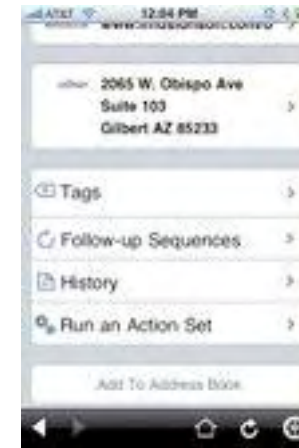 AT&T 12:04 PM
2065 W. Obispo Ave
Suite 103
Gilbert AZ 85233
Tags
Follow-up Sequences
History
Run an Action Set
Add To Address Book